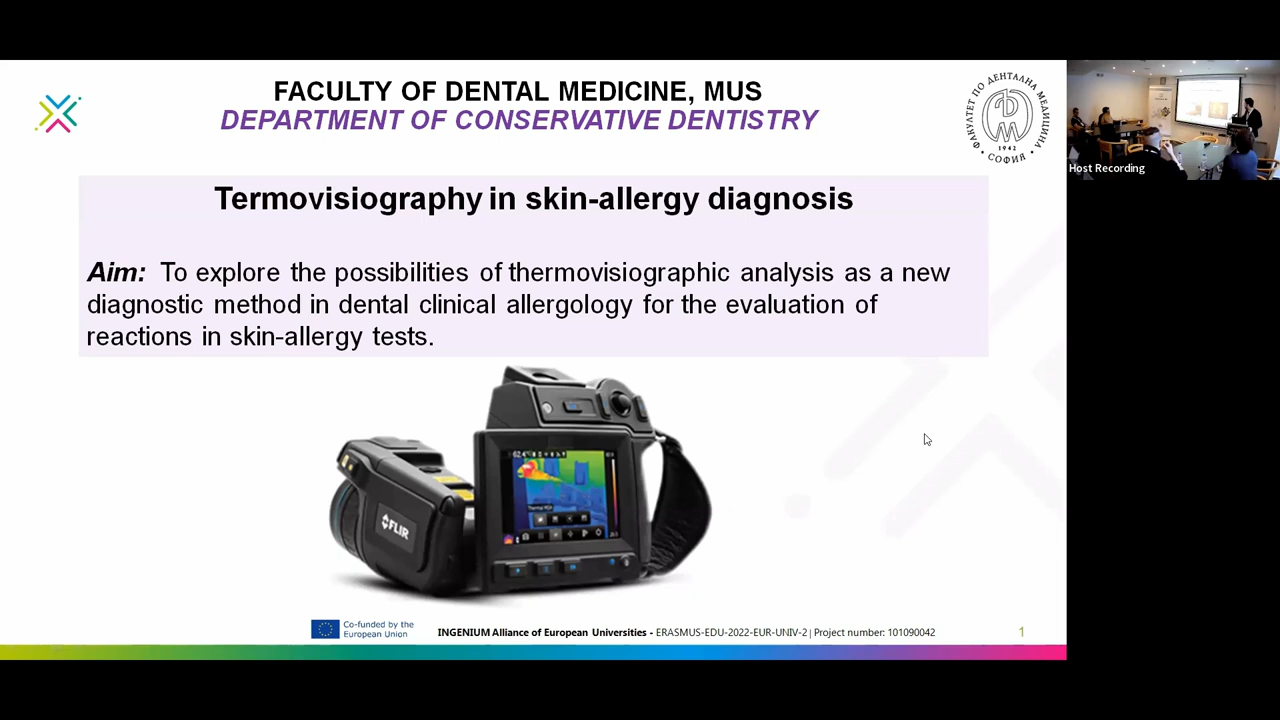 FACULTY OF DENTAL MEDICINE, MUS
DEPARTMENT OF CONSERVATIVE DENTISTRY
ФАКУЛТЕТ ПО ДЕНТАЛНА МЕДИЦИНА
1942
СОФИЯ
Host Recording
Termovisiography in skin-allergy diagnosis
Aim: To explore the possibilities of thermovisiographic analysis as a new
diagnostic method in dental clinical allergology for the evaluation of
reactions in skin-allergy tests.
FLIR
Co-funded by the
European Union
INGENIUM Alliance of European Universities - ERASMUS-EDU-2022-EUR-UNIV-2 | Project number: 101090042
1